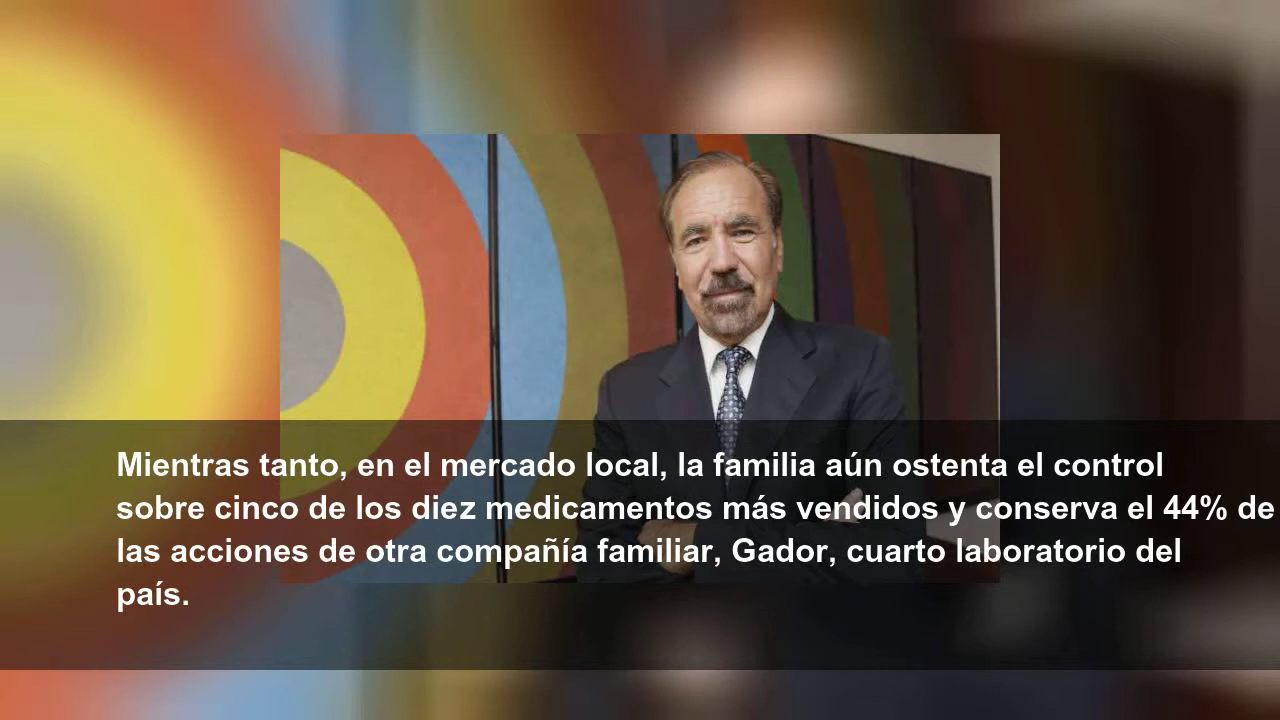 Mientras tanto, en el mercado local, la familia aún ostenta el control
sobre cinco de los diez medicamentos más vendidos y conserva el 44% de
las acciones de otra compañía familiar, Gador, cuarto laboratorio del
país.